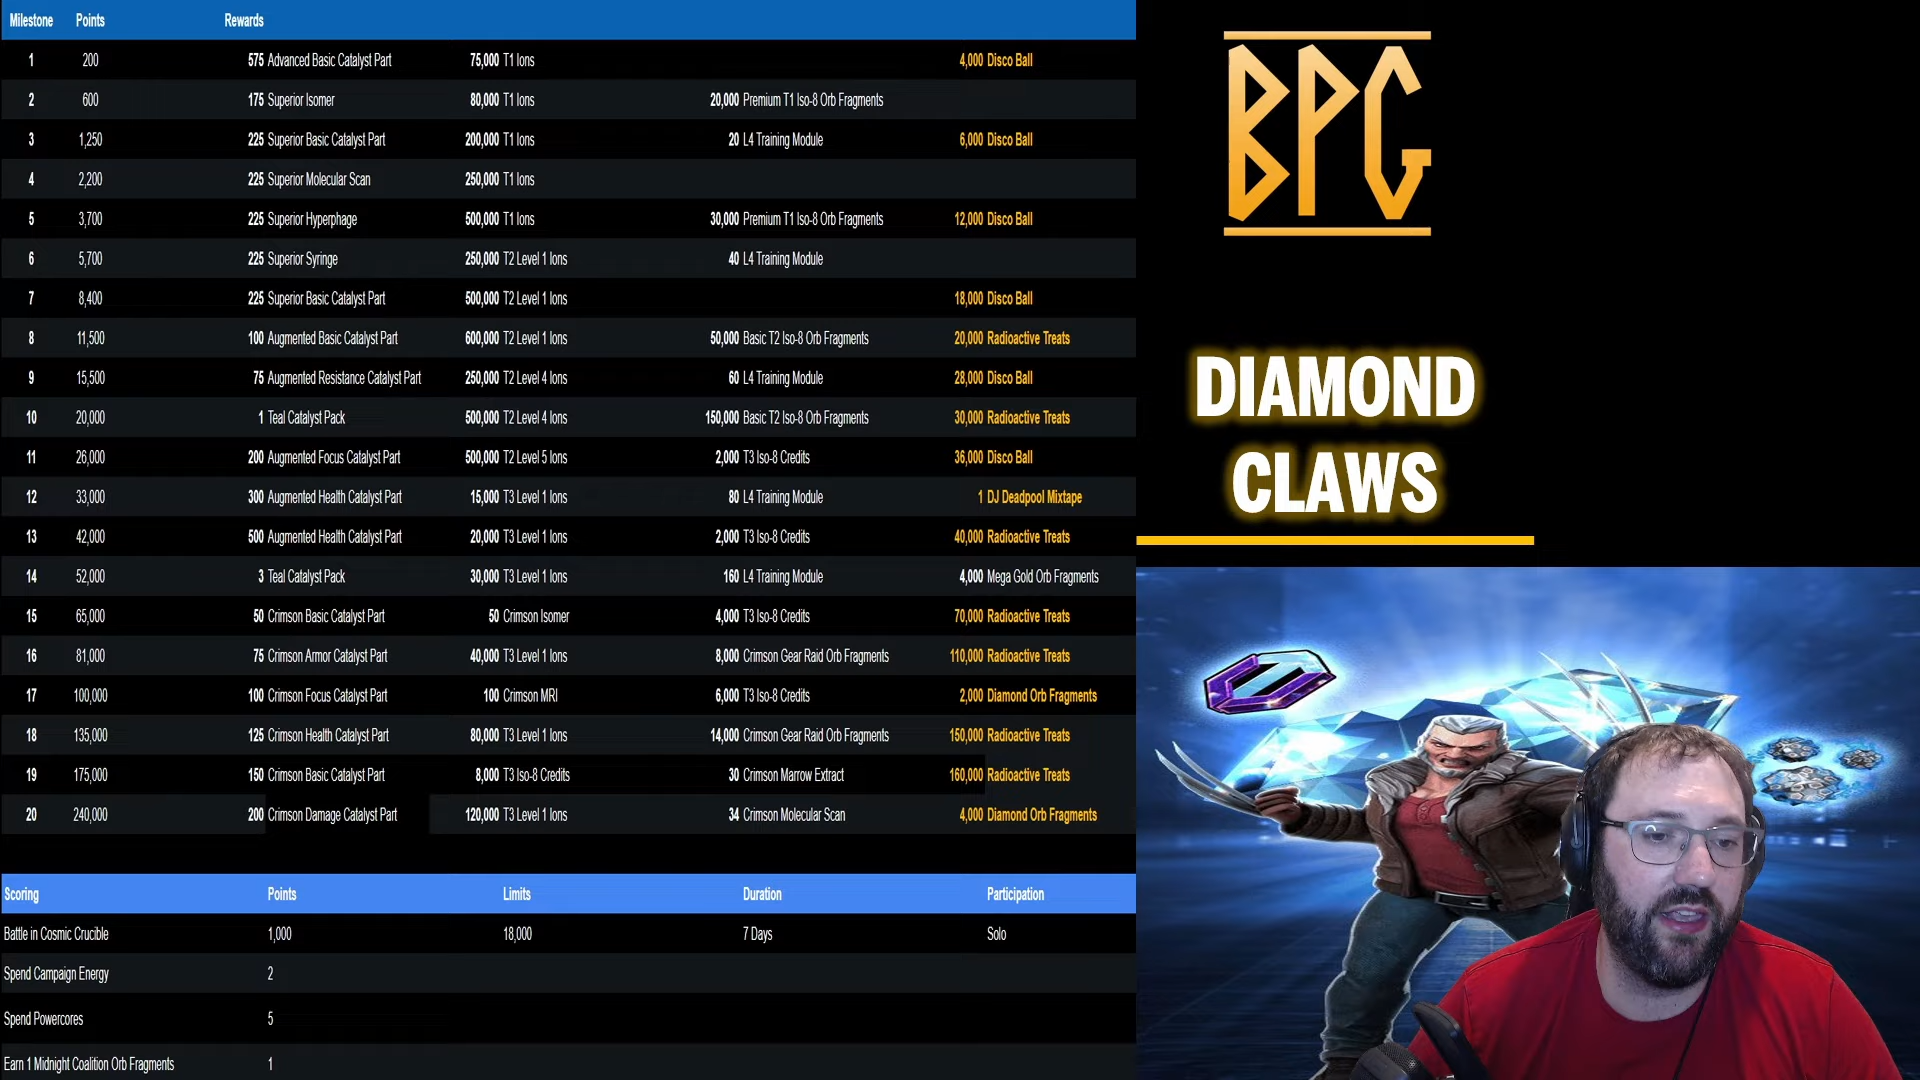 Milestone Points Rewards
1 200 575 Advanced Basic Catalyst Part 75,000 T1 Ions 4,000 Disco Ball
2 600 175 Superior Isomer 80,000 T1 Ions 20,000 Premium T1 Iso-8 Orb Fragments
3 1,250 225 Superior Basic Catalyst Part 200,000 T1 Ions 20 L4 Training Module 6,000 Disco Ball
4 2,200 225 Superior Molecular Scan 250,000 T1 Ions
5 3,700 225 Superior Hyperphage 500,000 T1 Ions 30,000 Premium T1 Iso-8 Orb Fragments 12,000 Disco Ball
6 5,700 225 Superior Syringe 250,000 T2 Level 1 Ions 40 L4 Training Module
7 8,400 225 Superior Basic Catalyst Part 500,000 T2 Level 1 Ions 18,000 Disco Ball
8 11,500 100 Augmented Basic Catalyst Part 600,000 T2 Level 1 Ions 50,000 Basic T2 Iso-8 Orb Fragments 20,000 Radioactive Treats
9 15,500 75 Augmented Resistance Catalyst Part 250,000 T2 Level 4 Ions 60 L4 Training Module 28,000 Disco Ball
10 20,000 1 Teal Catalyst Pack 500,000 T2 Level 4 Ions 150,000 Basic T2 Iso-8 Orb Fragments 30,000 Radioactive Treats
11 26,000 200 Augmented Focus Catalyst Part 500,000 T2 Level 5 Ions 2,000 T3 Iso-8 Credits 36,000 Disco Ball
12 33,000 300 Augmented Health Catalyst Part 15,000 T3 Level 1 Ions 80 L4 Training Module 1 DJ Deadpool Mixtape
13 42,000 500 Augmented Health Catalyst Part 20,000 T3 Level 1 Ions 2,000 T3 Iso-8 Credits 40,000 Radioactive Treats
14 52,000 3 Teal Catalyst Pack 30,000 T3 Level 1 Ions 160 L4 Training Module 4,000 Mega Gold Orb Fragments
15 65,000 50 Crimson Basic Catalyst Part 50 Crimson Isomer 4,000 T3 Iso-8 Credits 70,000 Radioactive Treats
16 81,000 75 Crimson Armor Catalyst Part 40,000 T3 Level 1 Ions 8,000 Crimson Gear Raid Orb Fragments 110,000 Radioactive Treats
17 100,000 100 Crimson Focus Catalyst Part 100 Crimson MRI 6,000 T3 Iso-8 Credits 2,000 Diamond Orb Fragments
18 135,000 125 Crimson Health Catalyst Part 80,000 T3 Level 1 Ions 14,000 Crimson Gear Raid Orb Fragments 150,000 Radioactive Treats
19 175,000 150 Crimson Basic Catalyst Part 8,000 T3 Iso-8 Credits 30 Crimson Marrow Extract 160,000 Radioactive Treats
20 240,000 200 Crimson Damage Catalyst Part 120,000 T3 Level 1 Ions 34 Crimson Molecular Scan 4,000 Diamond Orb Fragments
Scoring Points Limits Duration Participation
Battle in Cosmic Crucible 1,000 18,000 7 Days Solo
Spend Campaign Energy 2
Spend Powercores 5
Earn 1 Midnight Coalition Orb Fragments 1
BPG
DIAMOND
CLAWS